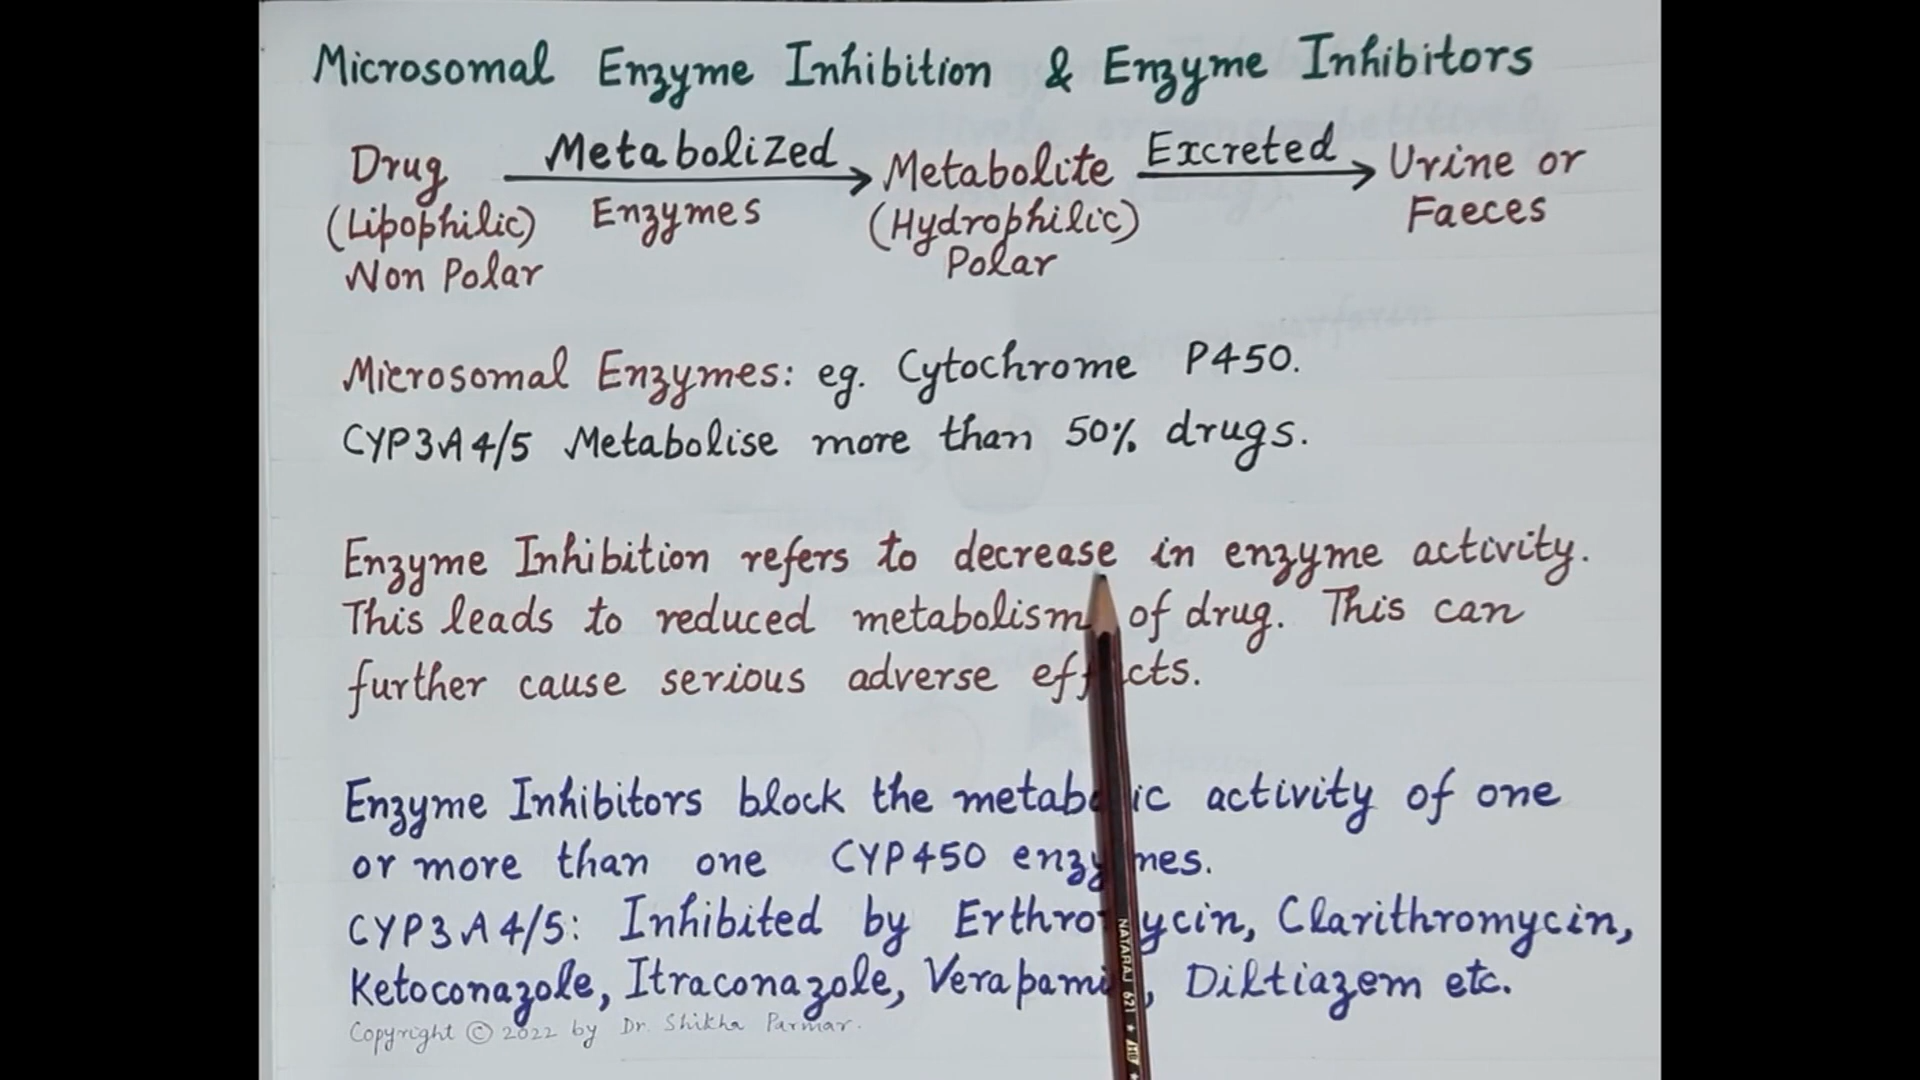 Microsomal Enzyme Inhibition & Enzyme Inhibitors
Drug Metabolized Metabolite Excreted Urine or
(Lipophilic) Enzymes (Hydrophilic) Faeces
Non Polar Polar
Microsomal Enzymes: eg. Cytochrome P450.
CYP3A4/5 Metabolise more than 50% drugs.
Enzyme Inhibition refers to decrease in enzyme activity.
This leads to reduced metabolism of drug. This can
further cause serious adverse effects.
Enzyme Inhibitors block the metabolic activity of one
or more than one CYP450 enzymes.
CYP3A4/5: Inhibited by Erthromycin, Clarithromycin,
Ketoconazole, Itraconazole, Verapamil, Diltiazem etc.
Copyright © 2022 by Dr. Shikha Parmar.
NATARAJ 621 HB